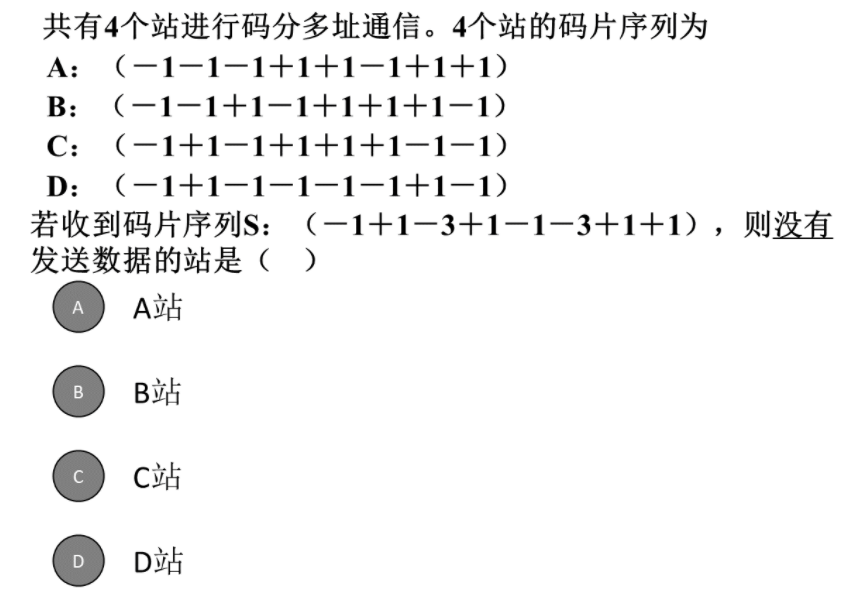 共有4个站进行码分多址通信。4个站的码片序列为
A：（－1－1－1＋1＋1－1＋1＋1）
B：（－1－1＋1－1＋1＋1＋1－1）
C：（－1＋1－1＋1＋1＋1－1－1）
D：（－1＋1－1－1－1－1＋1－1）
若收到码片序列S：（－1＋1－3＋1－1－3＋1＋1），则没有
发送数据的站是（　）
A A站
B B站
C C站
D D站